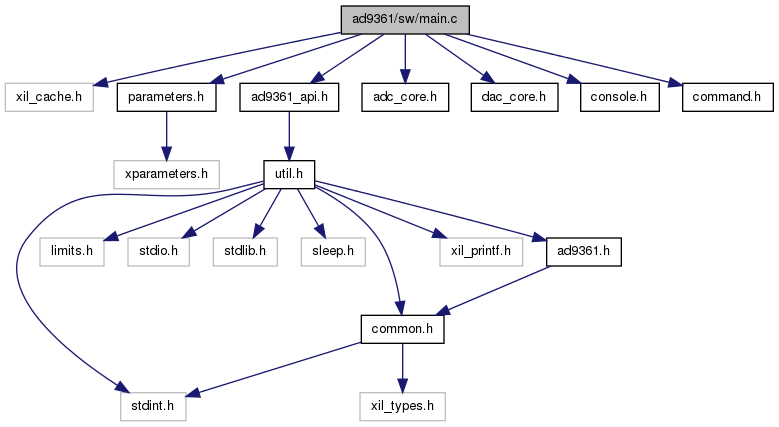 ad9361/sw/main.c
xil_cache.h
parameters.h
ad9361_api.h
adc_core.h
dac_core.h
console.h
command.h
xparameters.h
util.h
limits.h
stdio.h
stdlib.h
sleep.h
xil_printf.h
ad9361.h
common.h
stdint.h
xil_types.h